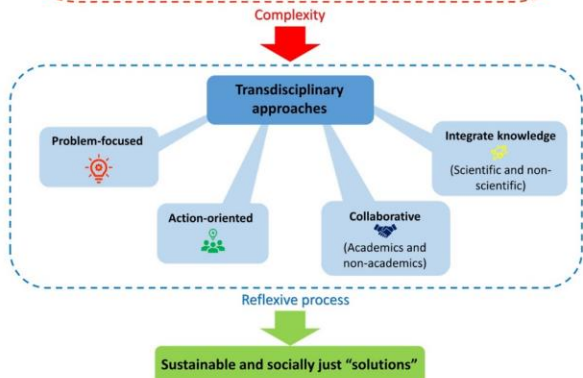 Complexity
Transdisciplinary
approaches
Problem-focused
Action-oriented
Collaborative
(Academics and
non-academics)
Integrate knowledge
(Scientific and non-
scientific)
Reflexive process
Sustainable and socially just “solutions”